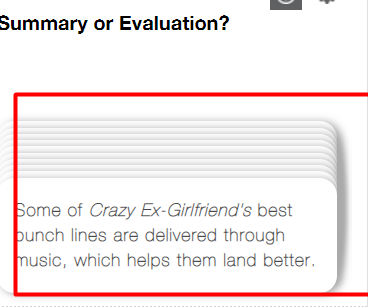 Summary or Evaluation?
Some of Crazy Ex-Girlfriend's best
punch lines are delivered through
music, which helps them land better.